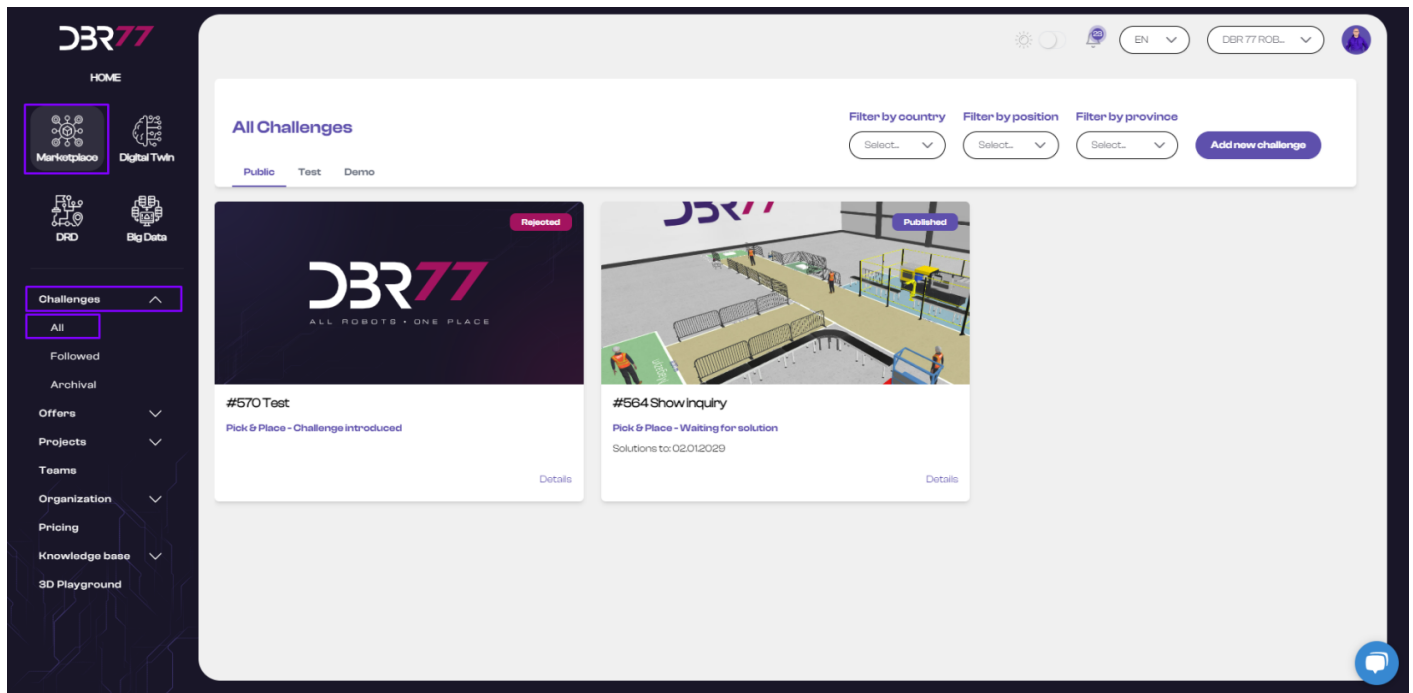 DBR77
HOME
Marketplace
Digital Twin
DRD
Big Data
Challenges
All
Followed
Archival
Offers
Projects
Teams
Organization
Pricing
Knowledge base
3D Playground
29
EN
DBR 77 ROB...
All Challenges
Filter by country
Filter by position
Filter by province
Select...
Select...
Select...
Add new challenge
Public
Test
Demo
Rejected
DBR77
ALL ROBOTS • ONE PLACE
#570 Test
Pick & Place - Challenge introduced
Details
DBR77
Published
#564 Show inquiry
Pick & Place - Waiting for solution
Solutions to: 02.01.2029
Details